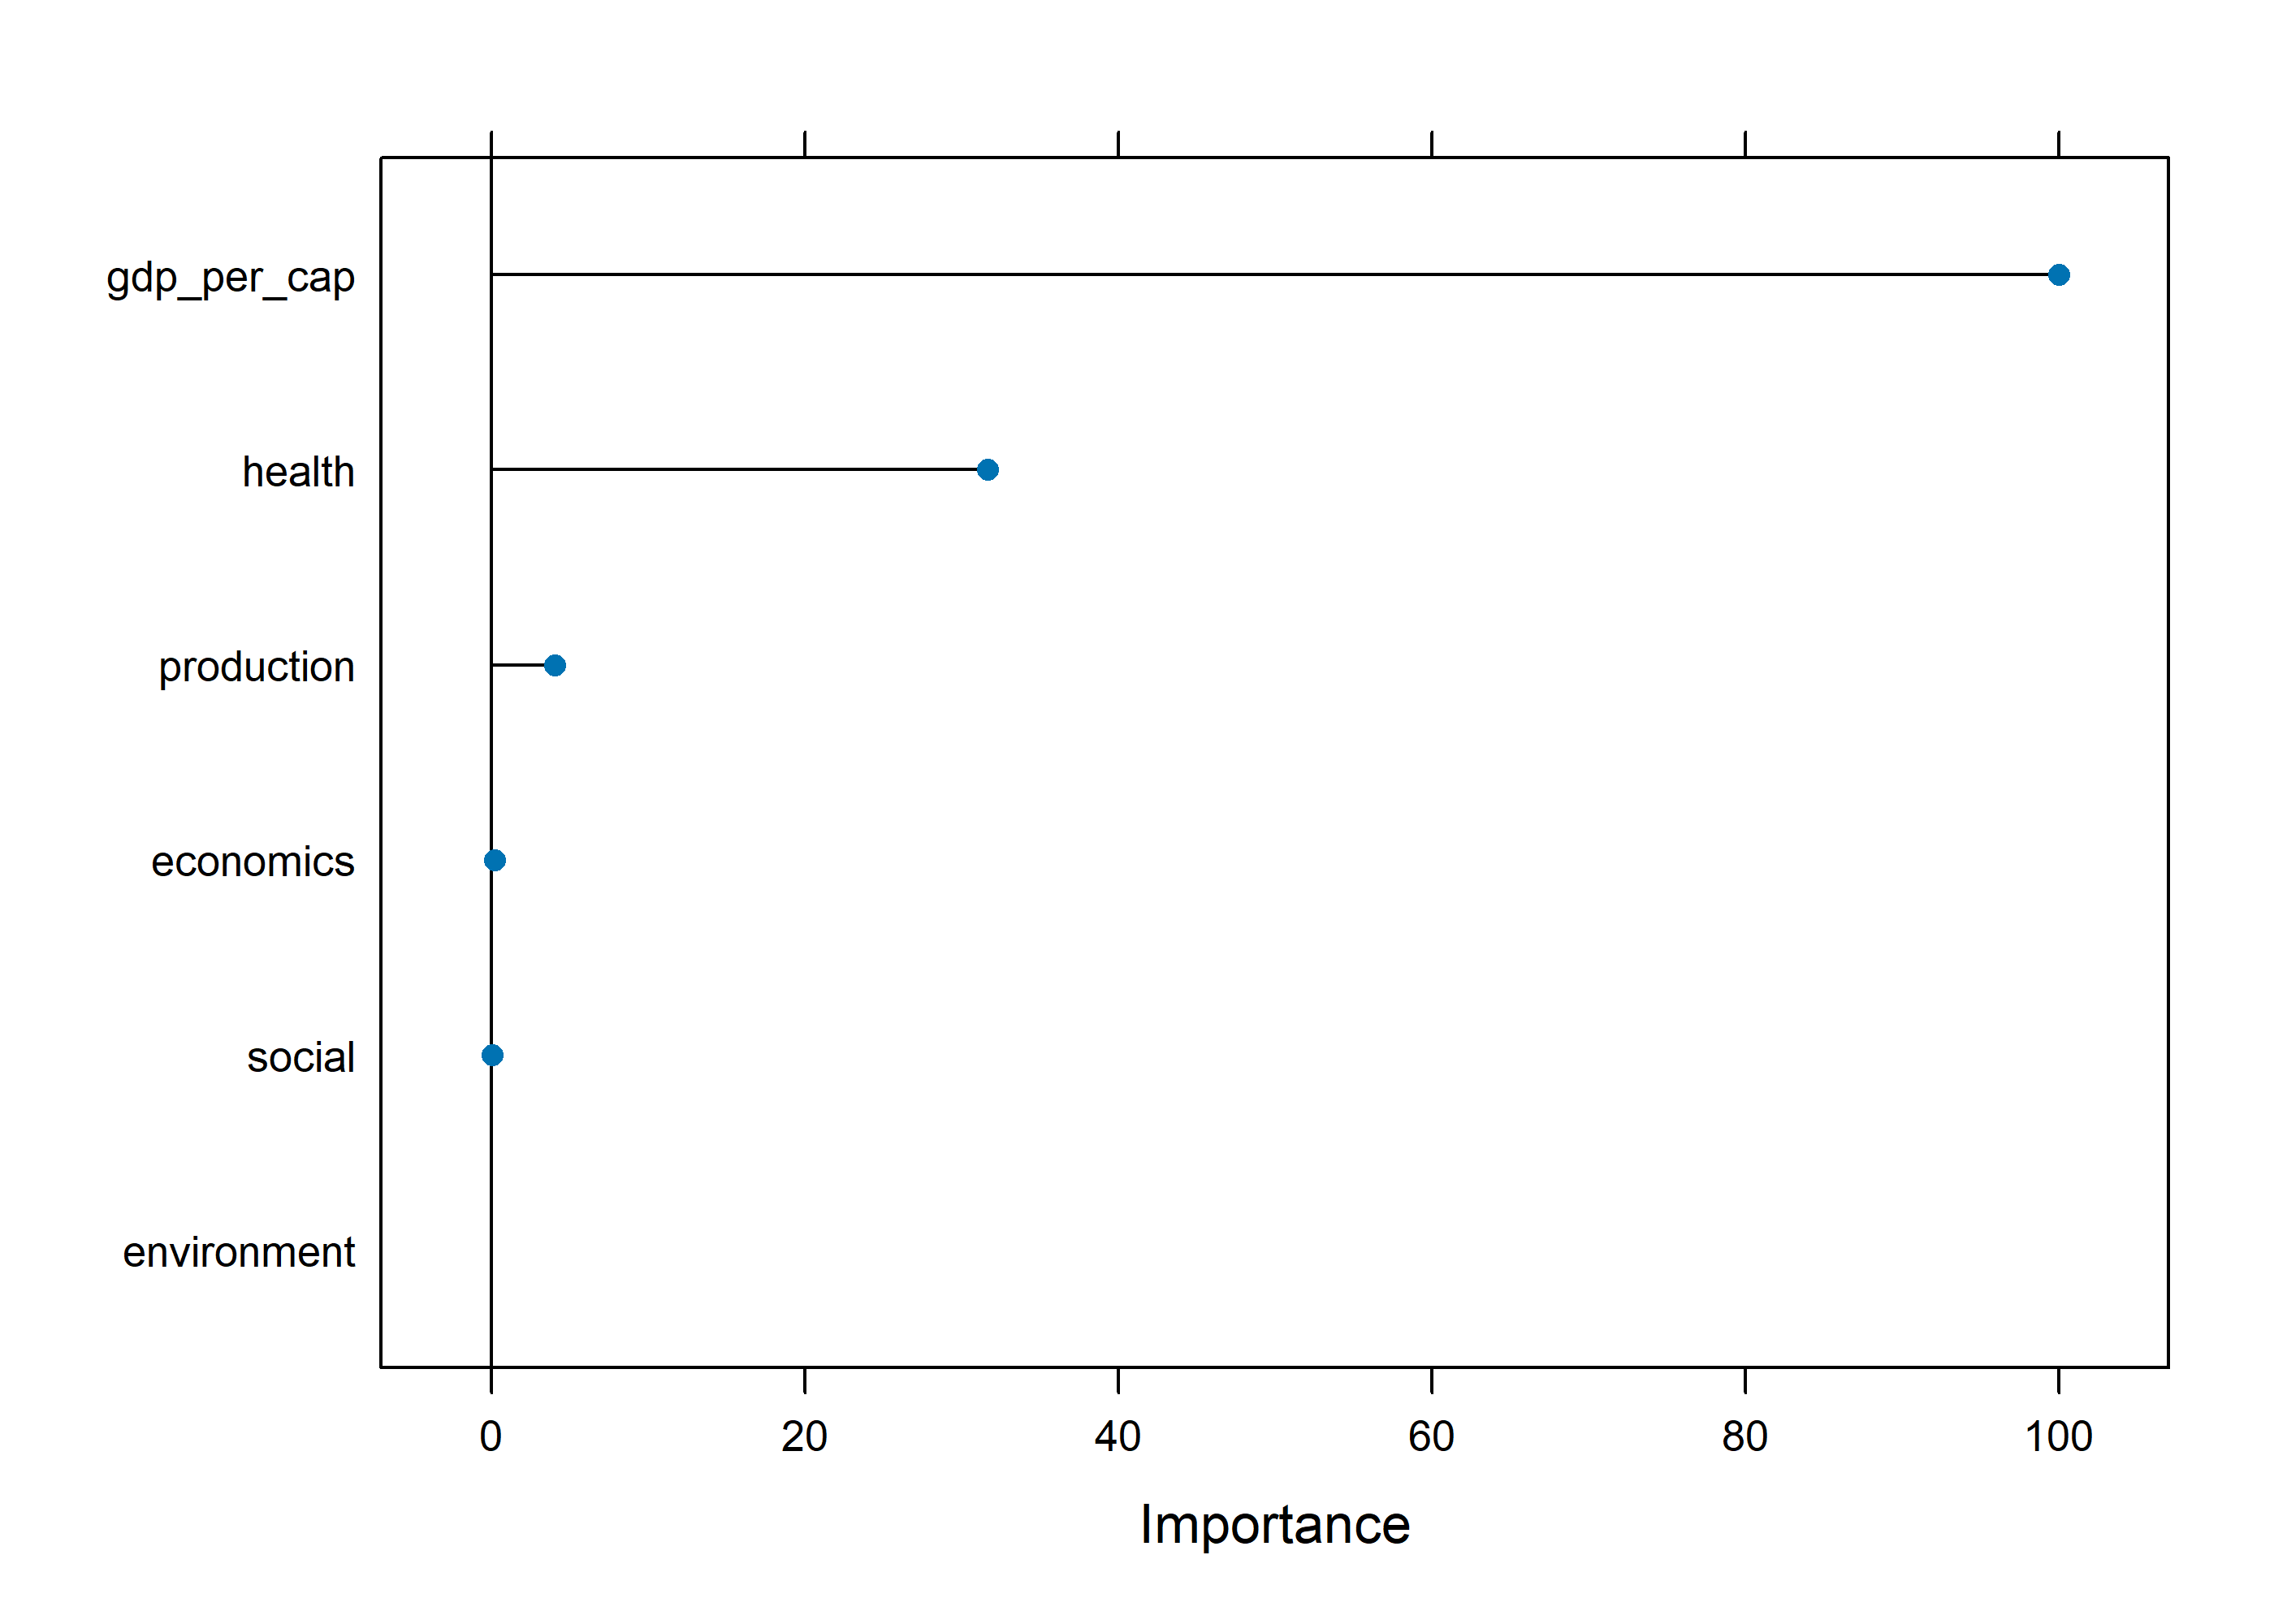 gdp_per_cap
health
production
economics
social
environment
0 20 40 60 80 100
Importance